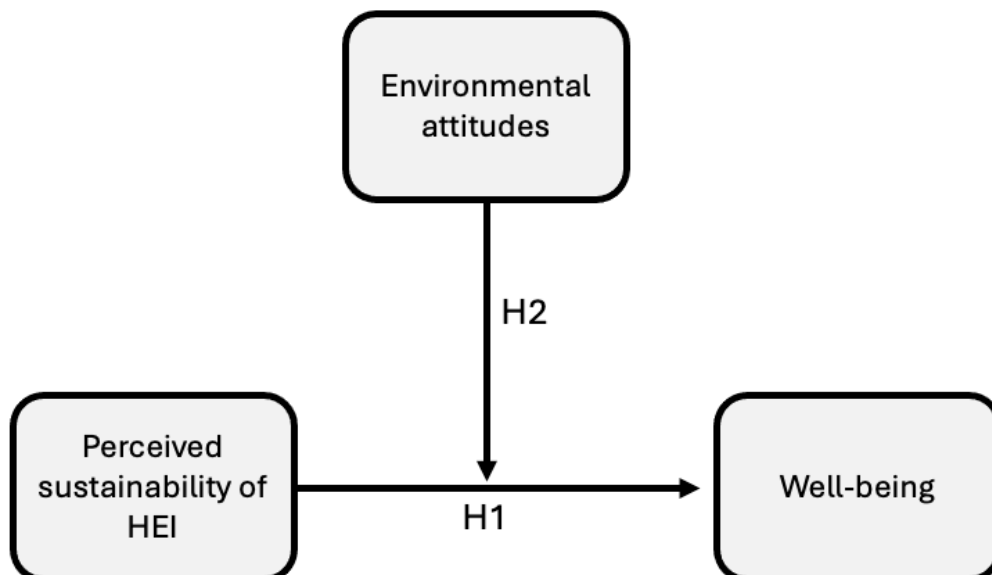 Environmental
attitudes
H2
Perceived
sustainability of
HEI
H1
Well-being